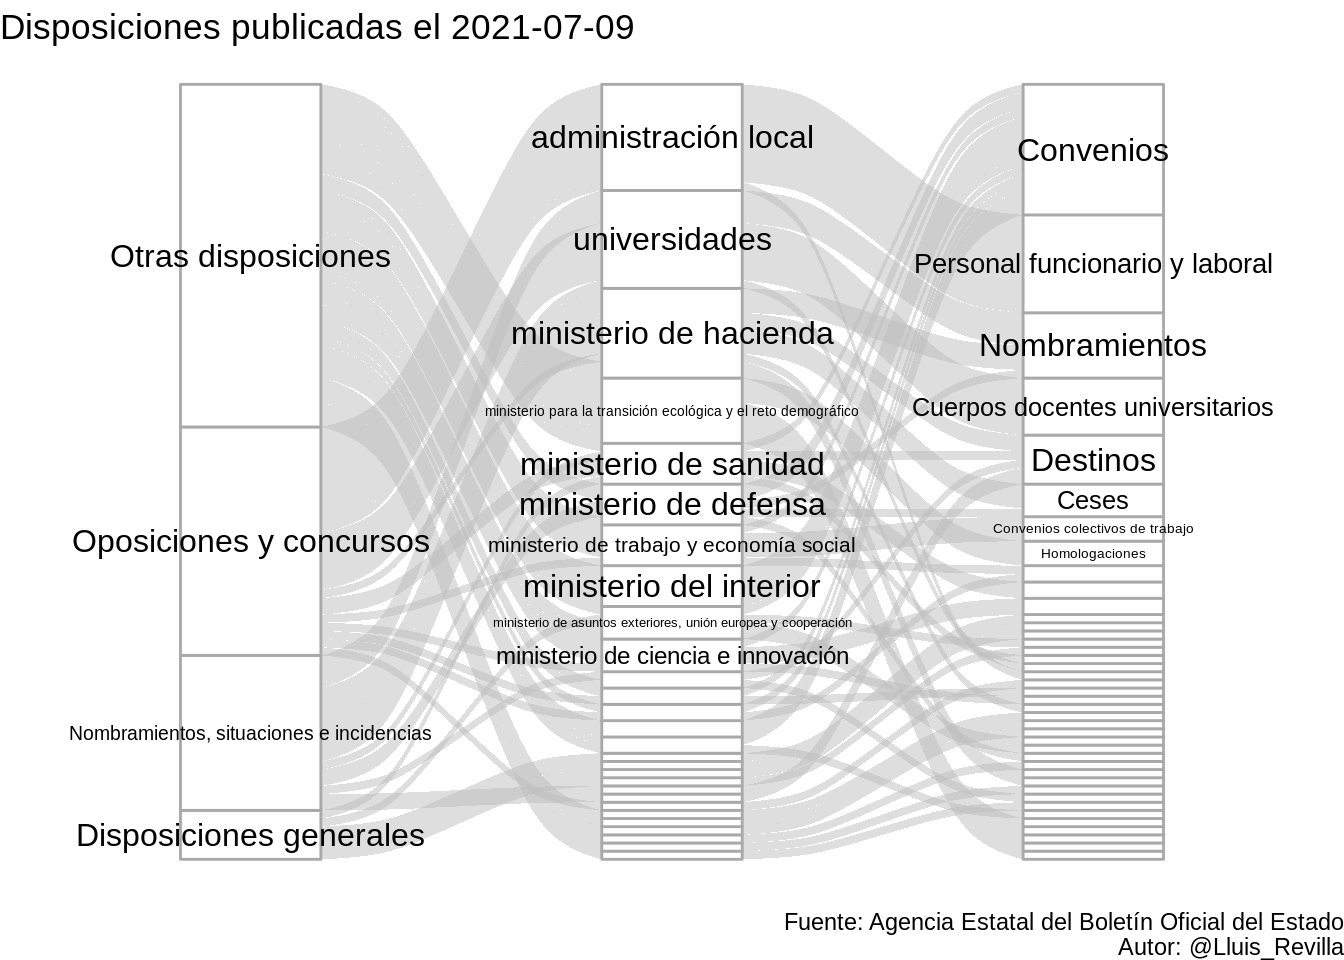 Disposiciones publicadas el 2021-07-09
Otras disposiciones
Oposiciones y concursos
Nombramientos, situaciones e incidencias
Disposiciones generales
administración local
universidades
ministerio de hacienda
ministerio para la transición ecológica y el reto demográfico
ministerio de sanidad
ministerio de defensa
ministerio de trabajo y economía social
ministerio del interior
ministerio de asuntos exteriores, unión europea y cooperación
ministerio de ciencia e innovación
Convenios
Personal funcionario y laboral
Nombramientos
Cuerpos docentes universitarios
Destinos
Ceses
Convenios colectivos de trabajo
Homologaciones
Fuente: Agencia Estatal del Boletín Oficial del Estado
Autor: @Lluis_Revilla